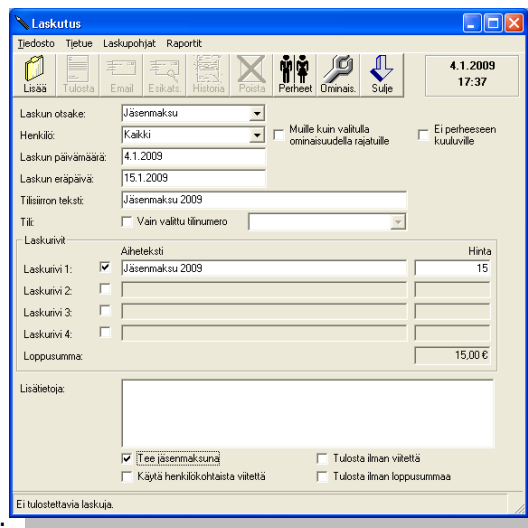 Laskutus
Tiedosto Tietue Laskupohjat Raportit
Lisää Tulosta Email Esikats. Historia Poista Perheet Ominais. Sulje
4.1.2009
17:37
Laskun otsake: Jäsenmaksu
Henkilö: Kaikki
Muille kuin valitulla
ominaisuudella rajatuille
Ei perheeseen
kuuluville
Laskun päivämäärä: 4.1.2009
Laskun eräpäivä: 15.1.2009
Tilisiirron teksti: Jäsenmaksu 2009
Tili: Vain valittu tilinumero
Laskurivit
Aiheteksti Hinta
Laskurivi 1: Jäsenmaksu 2009 15
Laskurivi 2:
Laskurivi 3:
Laskurivi 4:
Loppusumma: 15,00 €
Lisätietoja:
Tee jäsenmaksuna Tulosta ilman viitettä
Käytä henkilökohtaista viitettä Tulosta ilman loppusummaa
Ei tulostettavia laskuja.